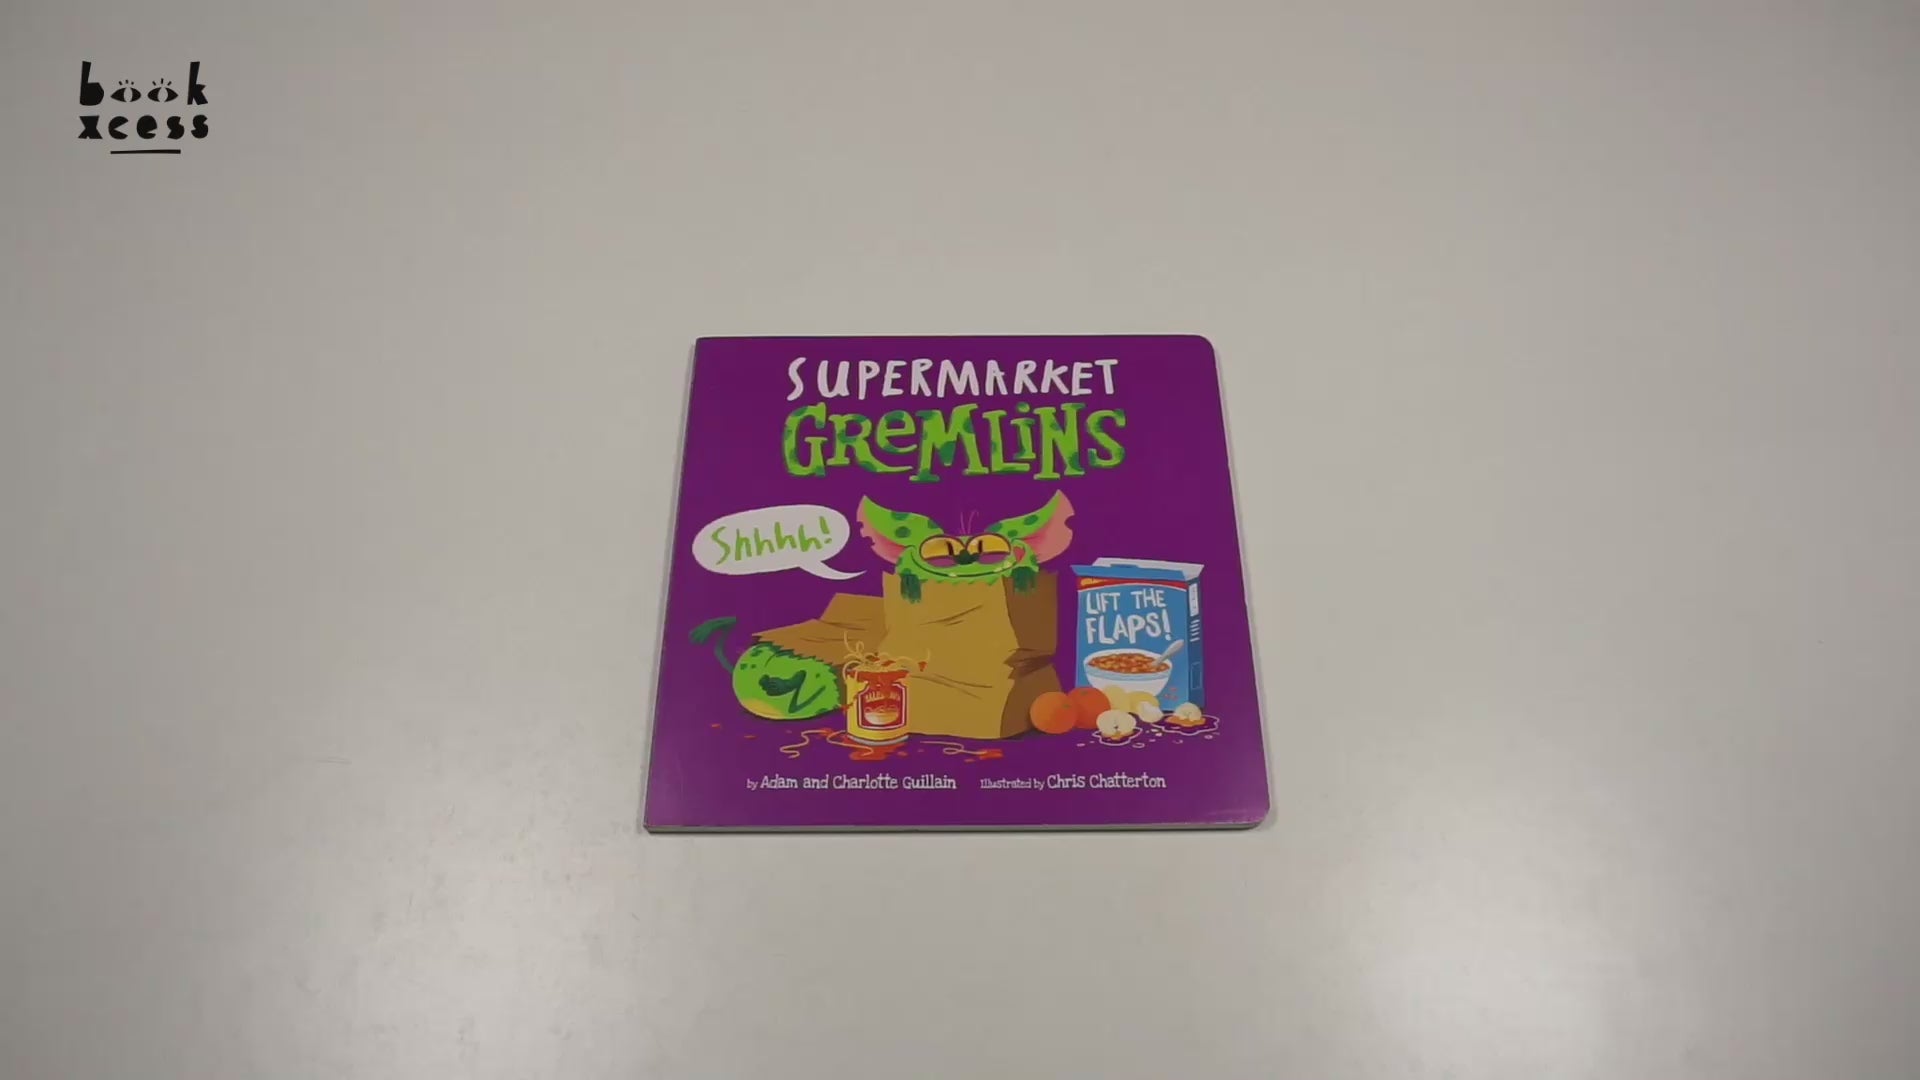 book
xcess
SUPERMARKET
GReMLiNS
Shhhh!
LIFT THE
FLAPS!
by Adam and Charlotte Guillain Illustrated by Chris Chatterton